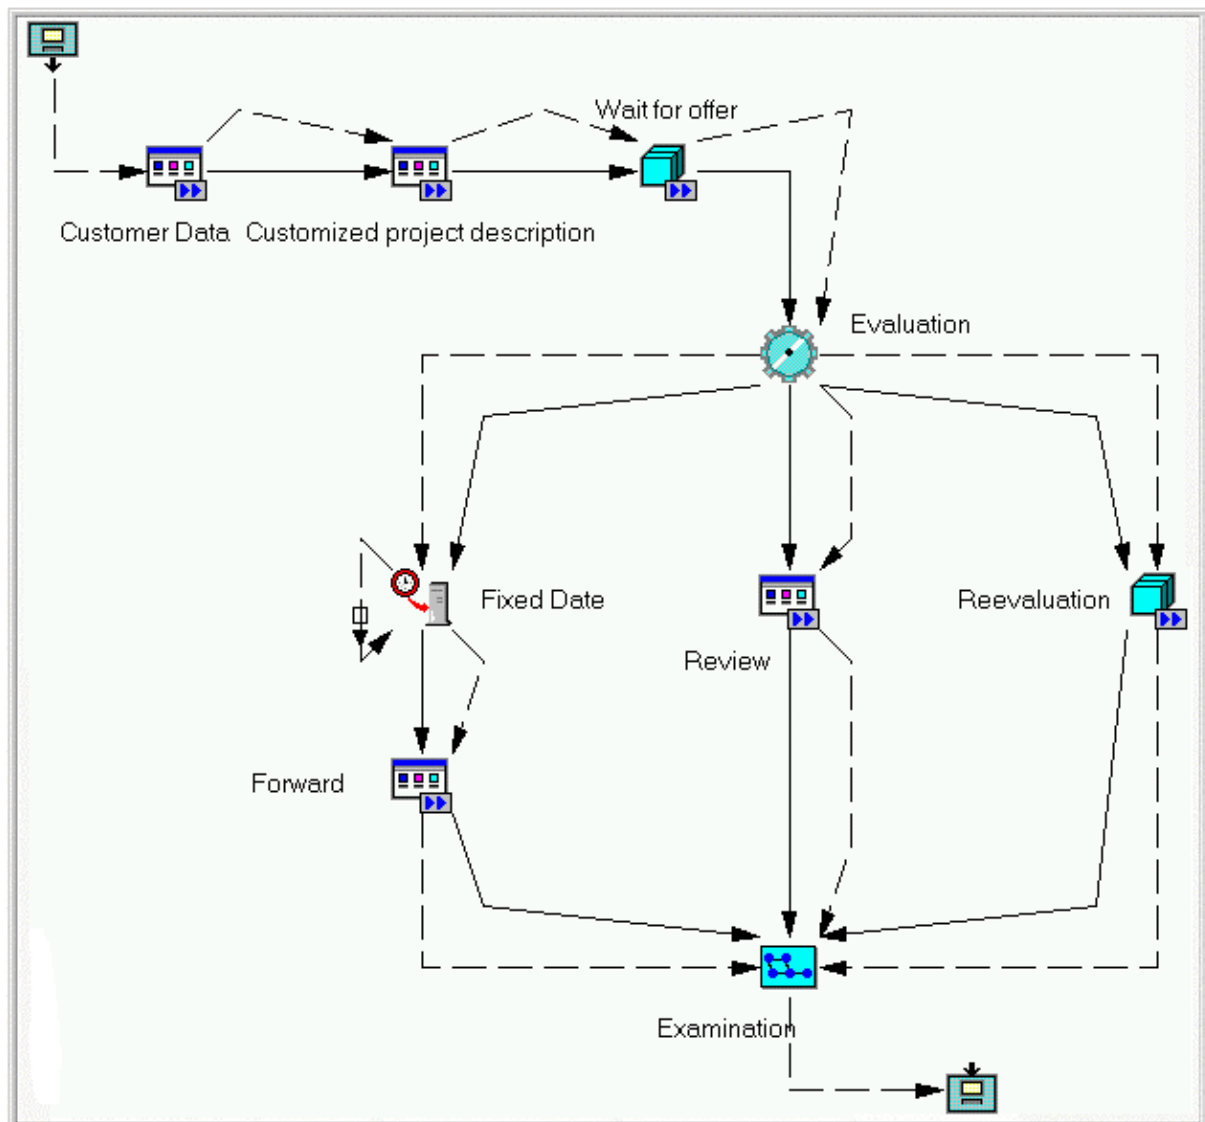 Wait for offer
Customer Data
Customized project description
Evaluation
Fixed Date
Reevaluation
Review
Forward
Examination